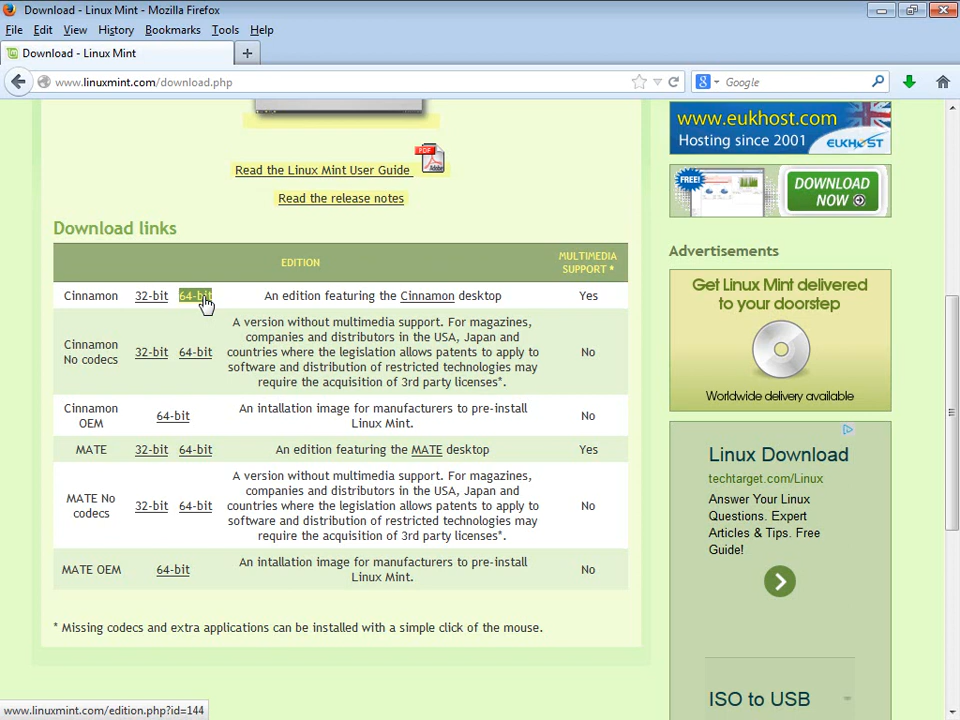 Download - Linux Mint - Mozilla Firefox
File Edit View History Bookmarks Tools Help
Download - Linux Mint
www.linuxmint.com/download.php
Google
Read the Linux Mint User Guide
PDF
Adobe
Read the release notes
Download links
EDITION
MULTIMEDIA
SUPPORT *
Cinnamon 32-bit 64-bit An edition featuring the Cinnamon desktop Yes
Cinnamon
No codecs
32-bit 64-bit
A version without multimedia support. For magazines,
companies and distributors in the USA, Japan and
countries where the legislation allows patents to apply to
software and distribution of restricted technologies may
require the acquisition of 3rd party licenses*.
No
Cinnamon
OEM
64-bit
An intallation image for manufacturers to pre-install
Linux Mint.
No
MATE 32-bit 64-bit An edition featuring the MATE desktop Yes
MATE No
codecs
32-bit 64-bit
A version without multimedia support. For magazines,
companies and distributors in the USA, Japan and
countries where the legislation allows patents to apply to
software and distribution of restricted technologies may
require the acquisition of 3rd party licenses*.
No
MATE OEM 64-bit
An intallation image for manufacturers to pre-install
Linux Mint.
No
* Missing codecs and extra applications can be installed with a simple click of the mouse.
www.eukhost.com
Hosting since 2001
EUKHOST
FREE!
DOWNLOAD
NOW
Advertisements
Get Linux Mint delivered
to your doorstep
Worldwide delivery available
Linux Download
techtarget.com/Linux
Answer Your Linux
Questions. Expert
Articles & Tips. Free
Guide!
ISO to USB
www.linuxmint.com/edition.php?id=144